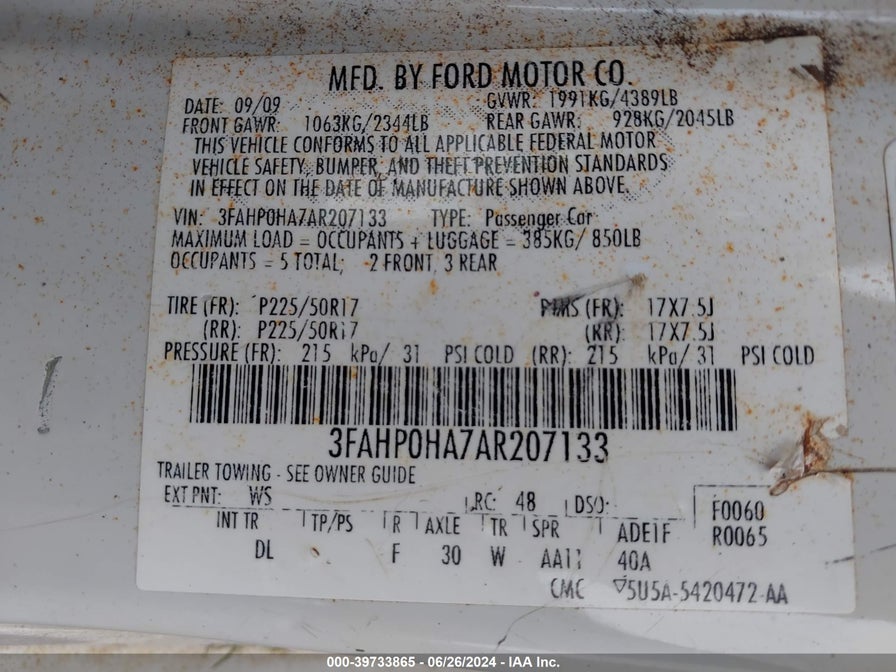 MFD. BY FORD MOTOR CO.
DATE: 09/09 GVWR: 1991KG/4389LB
FRONT GAWR: 1063KG/2344LB REAR GAWR: 928KG/2045LB
THIS VEHICLE CONFORMS TO ALL APPLICABLE FEDERAL MOTOR
VEHICLE SAFETY, BUMPER, AND THEFT PREVENTION STANDARDS
IN EFFECT ON THE DATE OF MANUFACTURE SHOWN ABOVE.
VIN: 3FAHP0HA7AR207133 TYPE: Passenger Car
MAXIMUM LOAD = OCCUPANTS + LUGGAGE = 385KG/ 850LB
OCCUPANTS = 5 TOTAL; 2 FRONT, 3 REAR
TIRE (FR): P225/50R17 (FR): 17X7.5J
(RR): P225/50R17 (RR): 17X7.5J
PRESSURE (FR): 215 kPa/ 31 PSI COLD (RR): 215 kPa/ 31 PSI COLD
3FAHP0HA7AR207133
TRAILER TOWING - SEE OWNER GUIDE
EXT PNT: WS RC: 48 DSO: F0060
INT TR TP/PS R AXLE TR SPR ADE1F R0065
DL F 30 W AA11 40A
CMC 5U5A-5420472-AA
000-39733865 - 06/26/2024 - IAA Inc.